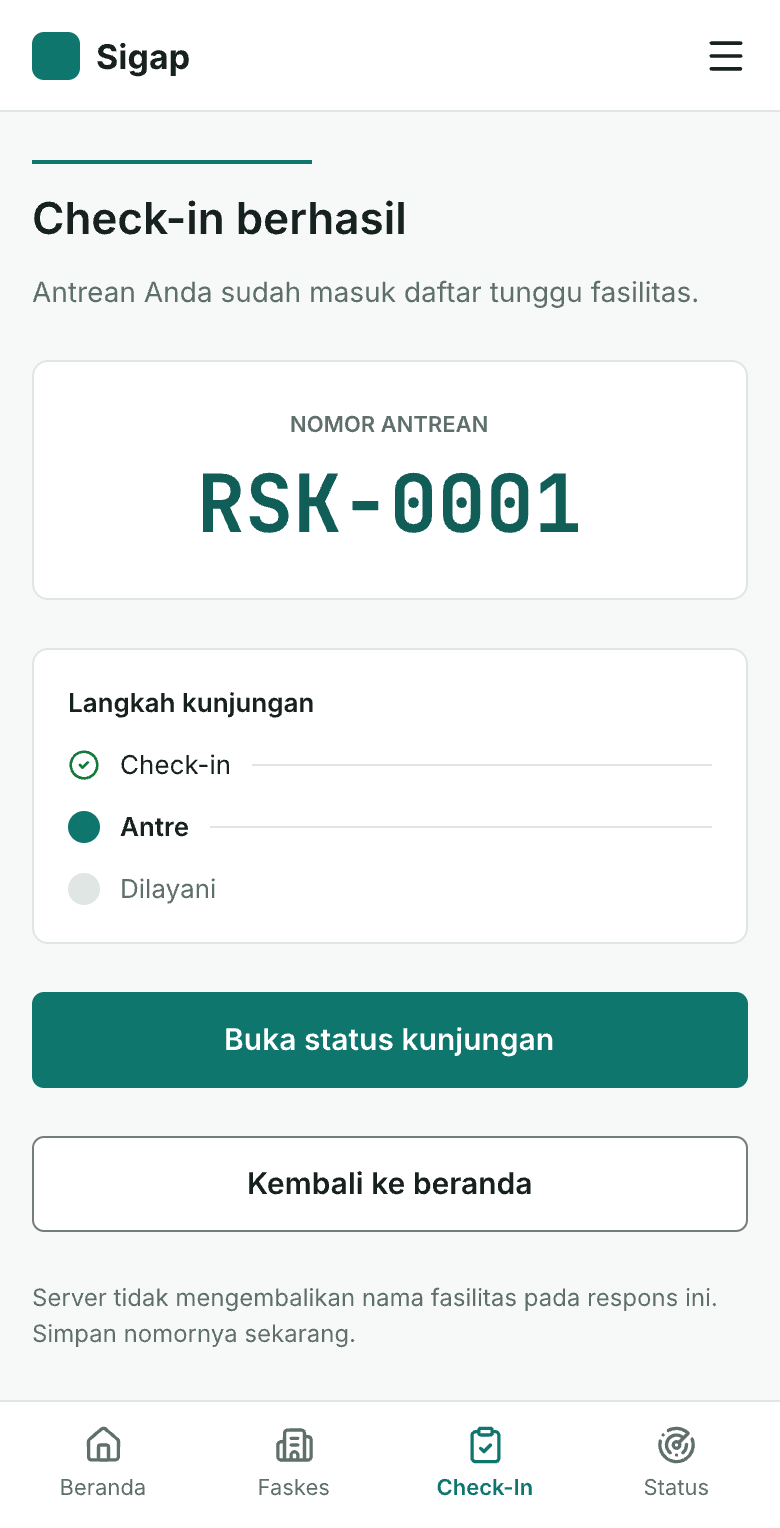 Sigap
Check-in berhasil
Antrean Anda sudah masuk daftar tunggu fasilitas.
NOMOR ANTREAN
RSK-0001
Langkah kunjungan
Check-in
Antre
Dilayani
Buka status kunjungan
Kembali ke beranda
Server tidak mengembalikan nama fasilitas pada respons ini.
Simpan nomornya sekarang.
Beranda
Faskes
Check-In
Status